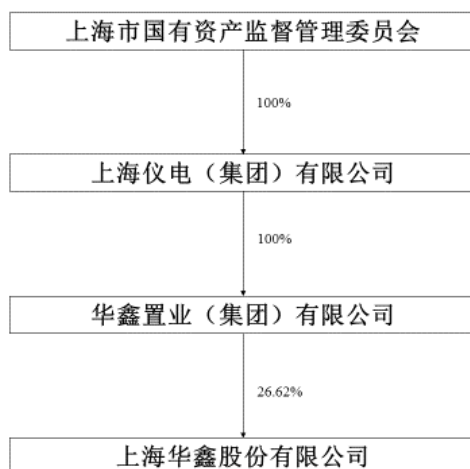 上海市国有资产监督管理委员会
100%
上海仪电（集团）有限公司
100%
华鑫置业（集团）有限公司
26.62%
上海华鑫股份有限公司